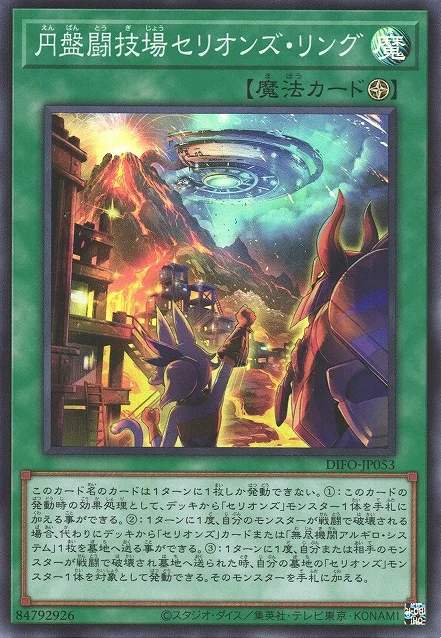 円盤闘技場セリオンズ・リング
魔
【魔法カード】
DIFO-JP053
このカード名のカードは1ターンに1枚しか発動できない。①：このカードの
発動時の効果処理として、デッキから「セリオンズ」モンスター1体を手札に
加える事ができる。②：1ターンに1度、自分のモンスターが戦闘で破壊される
場合、代わりにデッキから「セリオンズ」カードまたは「無尽機関アルギロ・シス
テム」1枚を墓地へ送る事ができる。③：1ターンに1度、自分または相手のモン
スターが戦闘で破壊され墓地へ送られた時、自分の墓地の「セリオンズ」モン
スター1体を対象として発動できる。そのモンスターを手札に加える。
84792926
©スタジオ・ダイス／集英社・テレビ東京・KONAMI